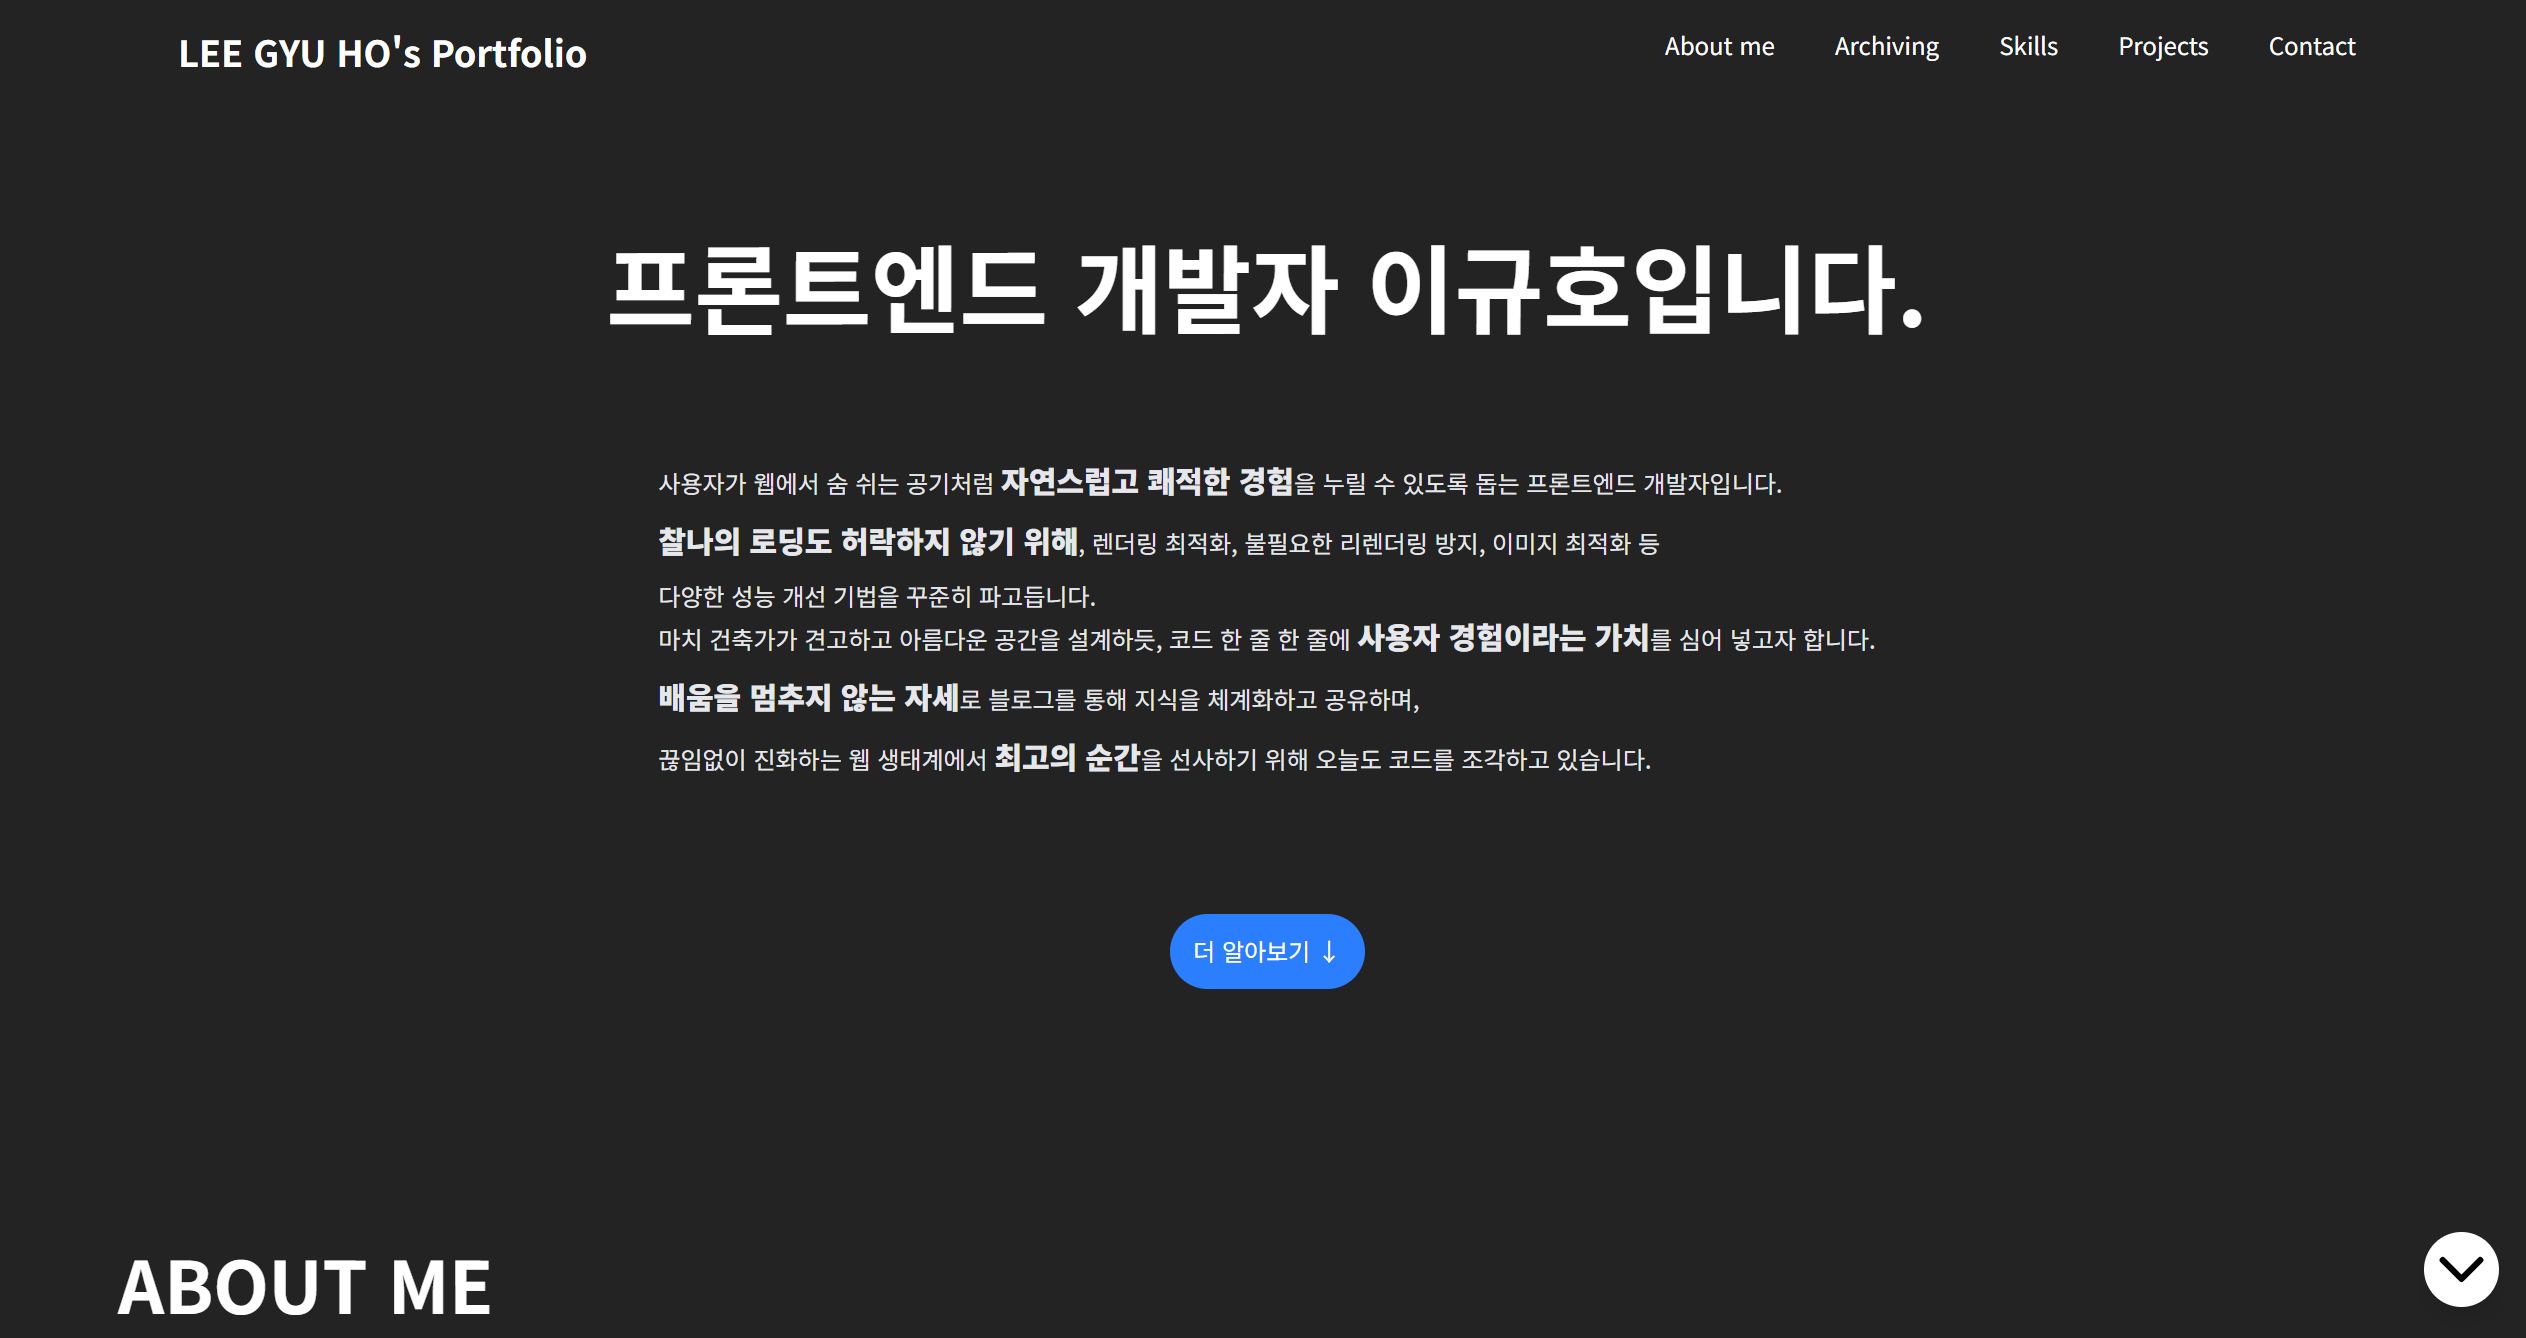 LEE GYU HO's Portfolio
About me Archiving Skills Projects Contact
프론트엔드 개발자 이규호입니다.
사용자가 웹에서 숨 쉬는 공기처럼 자연스럽고 쾌적한 경험을 누릴 수 있도록 돕는 프론트엔드 개발자입니다.
찰나의 로딩도 허락하지 않기 위해, 렌더링 최적화, 불필요한 리렌더링 방지, 이미지 최적화 등
다양한 성능 개선 기법을 꾸준히 파고듭니다.
마치 건축가가 견고하고 아름다운 공간을 설계하듯, 코드 한 줄 한 줄에 사용자 경험이라는 가치를 심어 넣고자 합니다.
배움을 멈추지 않는 자세로 블로그를 통해 지식을 체계화하고 공유하며,
끊임없이 진화하는 웹 생태계에서 최고의 순간을 선사하기 위해 오늘도 코드를 조각하고 있습니다.
더 알아보기 ↓
ABOUT ME